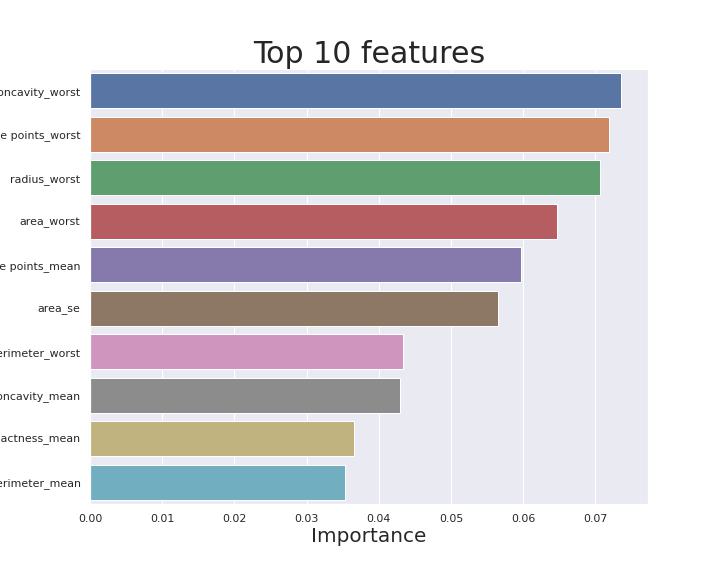 Top 10 features
oncavity_worst
e points_worst
radius_worst
area_worst
e points_mean
area_se
erimeter_worst
oncavity_mean
actness_mean
erimeter_mean
0.00 0.01 0.02 0.03 0.04 0.05 0.06 0.07
Importance